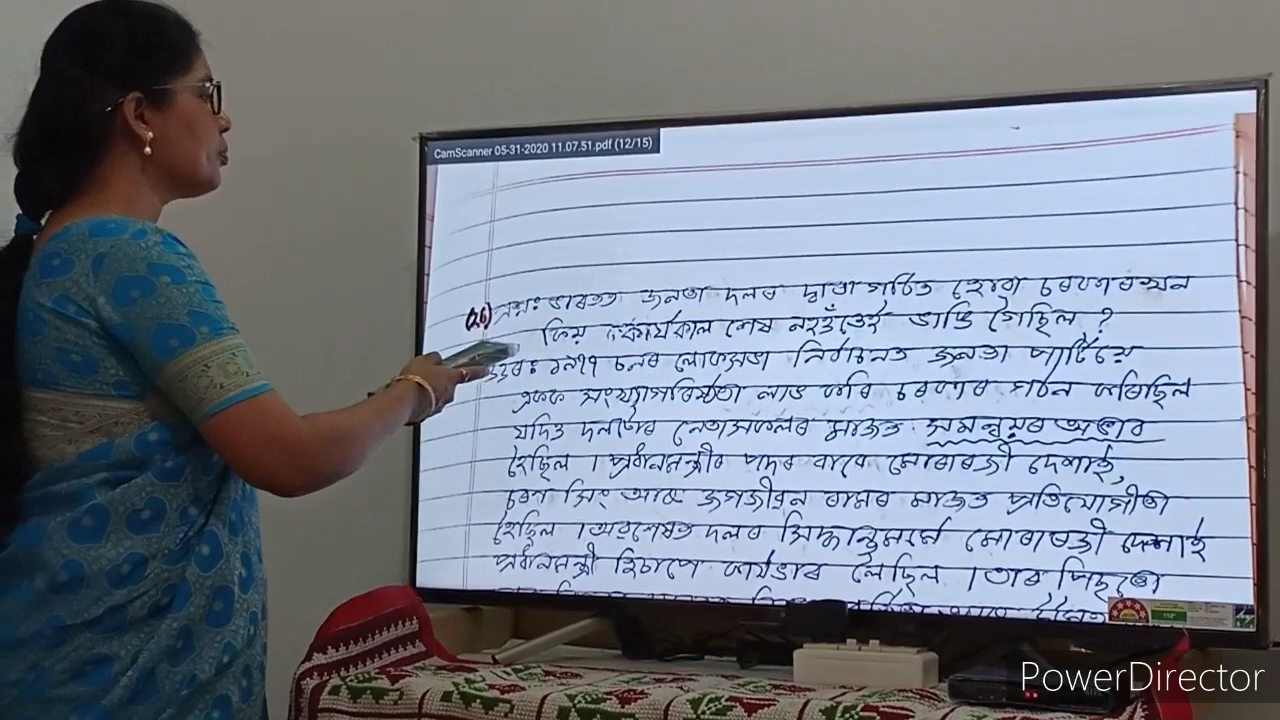 CamScanner 05-31-2020 11.07.51.pdf (12/15)
(26) প্রশ্নঃ ভাৰতত জনতা দলৰ দ্বাৰা গঠিত হোৱা চৰকাৰখন
কিয় কাৰ্যকাল শেষ নহওঁতেই ভাঙি গৈছিল ?
উত্তৰঃ ১৯৭৭ চনৰ লোকসভা নিৰ্বাচনত জনতা পাৰ্টিয়ে
একক সংখ্যাগৰিষ্ঠতা লাভ কৰি চৰকাৰ গঠন কৰিছিল
যদিও দলটোৰ নেতাসকলৰ মাজত সমন্বয়ৰ অভাৱ
হৈছিল । প্ৰধানমন্ত্ৰীৰ পদৰ বাবে মোৰাৰজী দেশাই,
চৰণ সিং আৰু জগজীৱন ৰামৰ মাজত প্ৰতিযোগীতা
হৈছিল । অৱশেষত দলৰ সিদ্ধান্তমৰ্মে মোৰাৰজী দেশাই
প্ৰধানমন্ত্ৰী হিচাপে কাৰ্যভাৰ লৈছিল । তাৰ পিছতো
PowerDirector